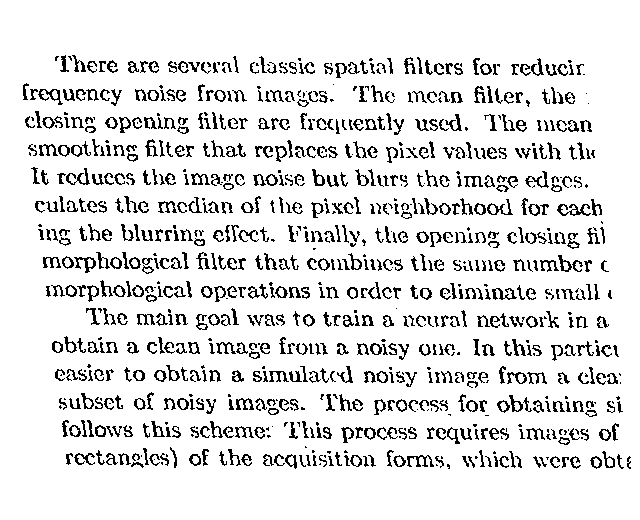 There are several classic spatial filters for reducin
frequency noise from images. The mean filter, the
closing opening filter are frequently used. The mean
smoothing filter that replaces the pixel values with the
It reduces the image noise but blurs the image edges.
culates the median of the pixel neighborhood for each
ing the blurring effect. Finally, the opening closing fil
morphological filter that combines the same number
morphological operations in order to eliminate small
The main goal was to train a neural network in a
obtain a clean image from a noisy one. In this particu
easier to obtain a simulated noisy image from a clea
subset of noisy images. The process for obtaining si
follows this scheme: This process requires images of
rectangles) of the acquisition forms, which were obta